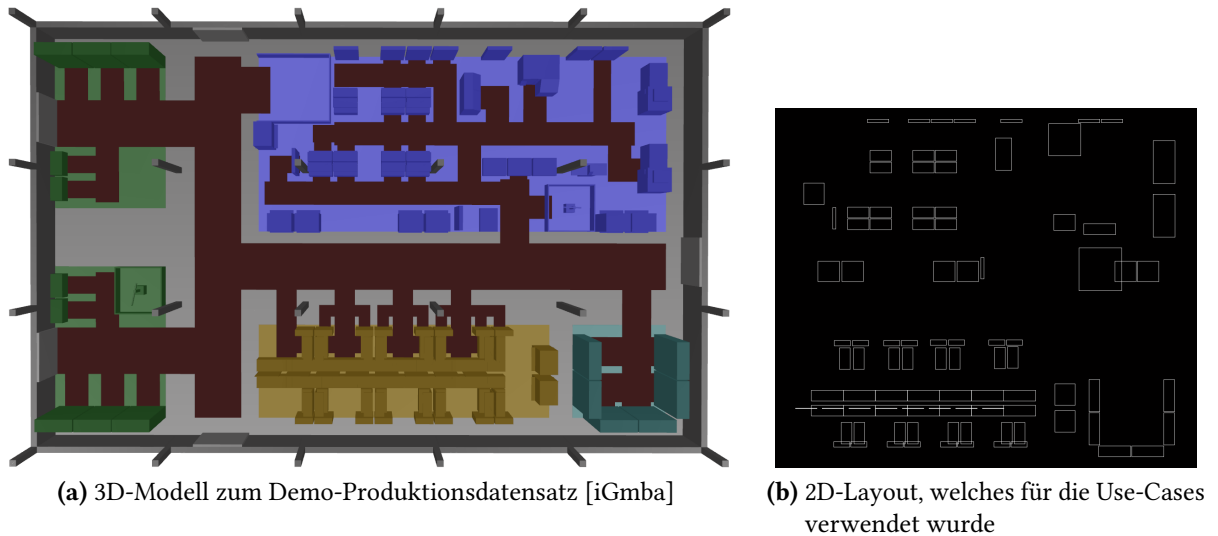 (a) 3D-Modell zum Demo-Produktionsdatensatz [iGmba]
(b) 2D-Layout, welches für die Use-Cases
verwendet wurde